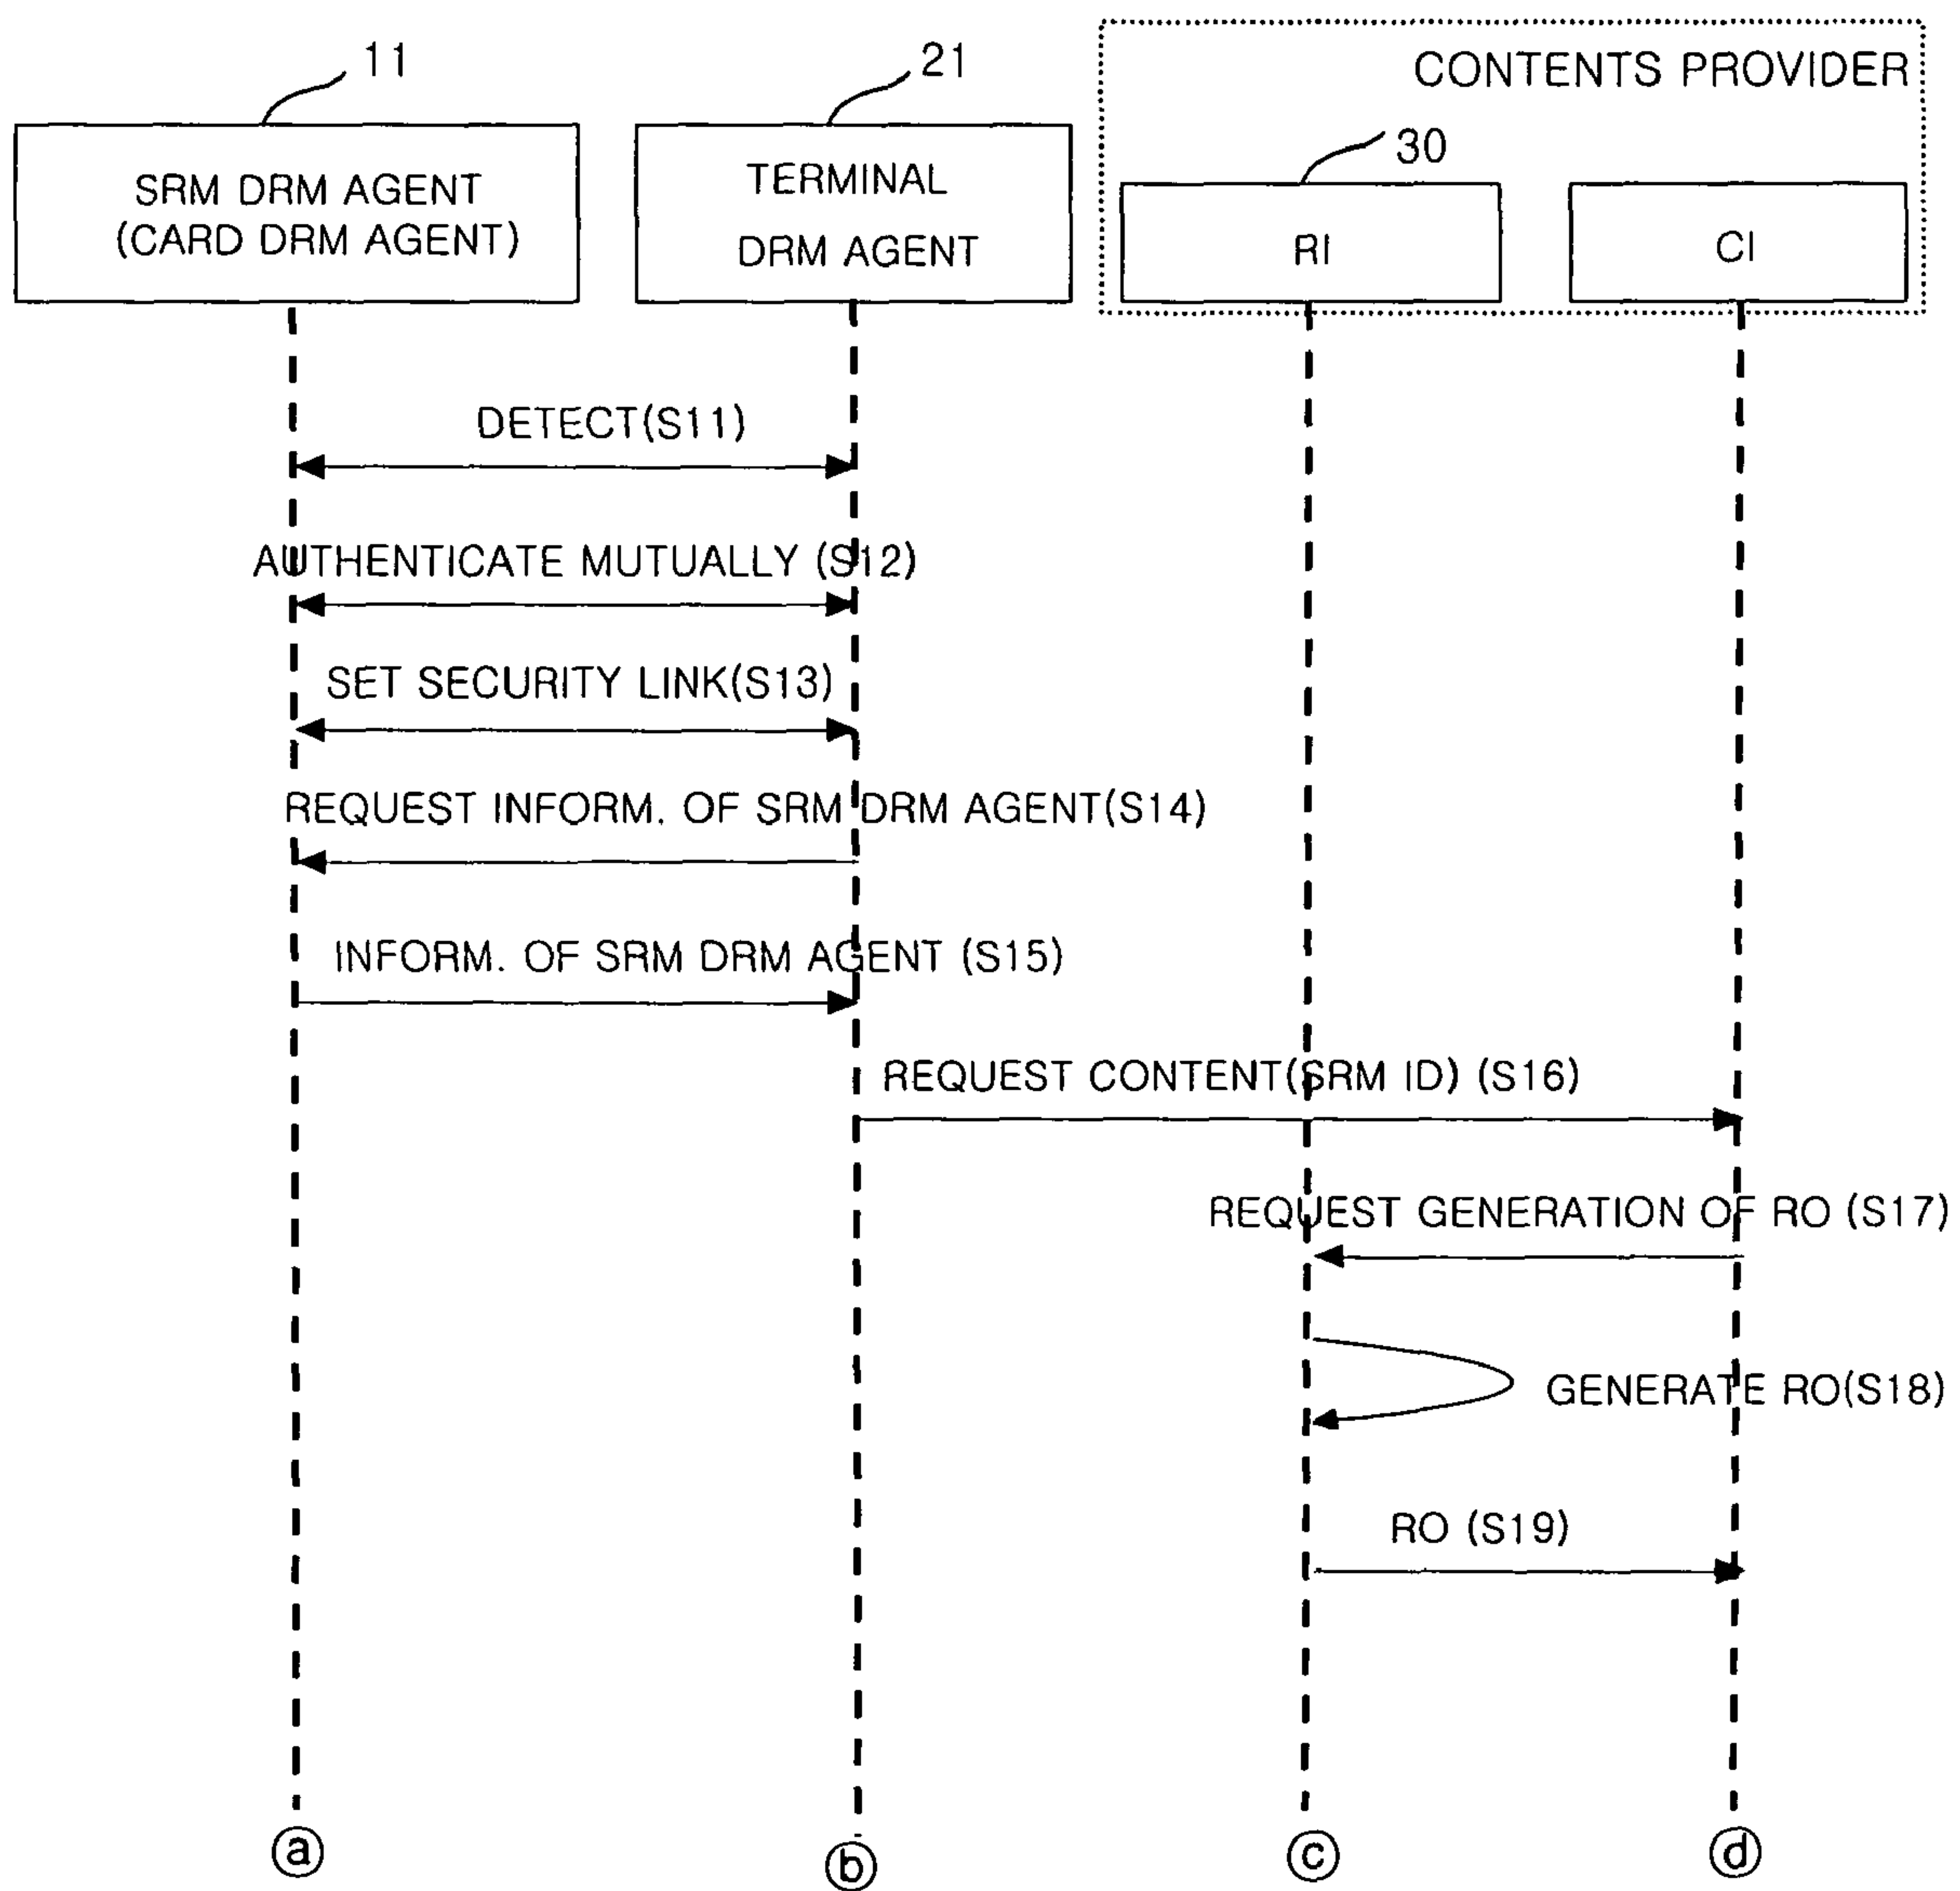 11
21
CONTENTS PROVIDER
30
SRM DRM AGENT
(CARD DRM AGENT)
TERMINAL
DRM AGENT
RI
CI
DETECT(S11)
AUTHENTICATE MUTUALLY (S12)
SET SECURITY LINK(S13)
REQUEST INFORM. OF SRM DRM AGENT(S14)
INFORM. OF SRM DRM AGENT (S15)
REQUEST CONTENT(SRM ID) (S16)
REQUEST GENERATION OF RO (S17)
GENERATE RO(S18)
RO (S19)
ⓐ
ⓑ
ⓒ
ⓓ